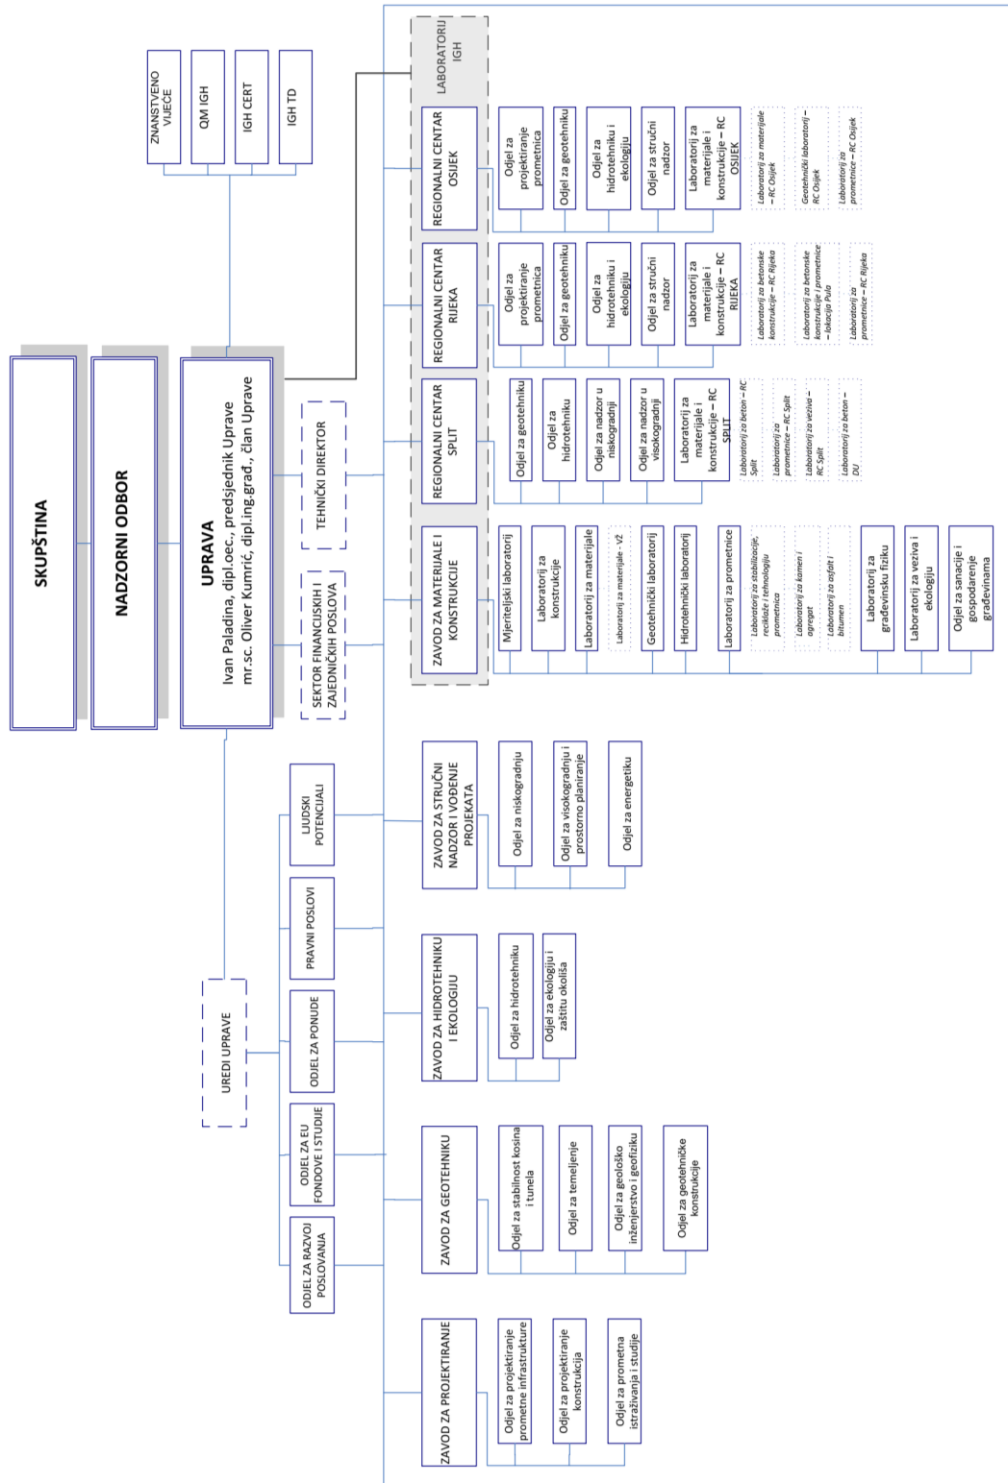 SKUPŠTINA
NADZORNI ODBOR
UPRAVA
Ivan Paladina, dipl.oec., predsjednik Uprave
mr.sc. Oliver Kumrić, dipl.ing.građ., član Uprave
ZNANSTVENO
VIJEĆE
QM IGH
IGH CERT
IGH TD
UREDI UPRAVE
SEKTOR FINANCIJSKIH I
ZAJEDNIČKIH POSLOVA
TEHNIČKI DIREKTOR
ODJEL ZA RAZVOJ
POSLOVANJA
ODJEL ZA EU
FONDOVE I STUDIJE
ODJEL ZA PONUDE
PRAVNI POSLOVI
LJUDSKI
POTENCIJALI
ZAVOD ZA PROJEKTIRANJE
Odjel za projektiranje
prometne infrastrukture
Odjel za projektiranje
konstrukcija
Odjel za prometna
istraživanja i studije
ZAVOD ZA GEOTEHNIKU
Odjel za stabilnost kosina
i tunela
Odjel za temeljenje
Odjel za geološko
inženjerstvo i geofiziku
Odjel za geotehničke
konstrukcije
ZAVOD ZA HIDROTEHNIKU
I EKOLOGIJU
Odjel za hidrotehniku
Odjel za ekologiju i
zaštitu okoliša
ZAVOD ZA STRUČNI
NADZOR I VOĐENJE
PROJEKATA
Odjel za niskogradnju
Odjel za visokogradnju i
prostorno planiranje
Odjel za energetiku
ZAVOD ZA MATERIJALE I
KONSTRUKCIJE
Mjeriteljski laboratorij
Laboratorij za
konstrukcije
Laboratorij za materijale
Laboratorij za materijale - VŽ
Geotehnički laboratorij
Hidrotehnički laboratorij
Laboratorij za prometnice
Laboratorij za stabilizacije,
reciklaže i tehnologiju
prometnica
Laboratorij za kamen i
agregat
Laboratorij za asfalt i
bitumen
Laboratorij za
građevinsku fiziku
Laboratorij za veziva i
ekologiju
Odjel za sanacije i
gospodarenje
građevinama
REGIONALNI CENTAR
SPLIT
Odjel za geotehniku
Odjel za
hidrotehniku
Odjel za nadzor u
niskogradnji
Odjel za nadzor u
visokogradnji
Laboratorij za
materijale i
konstrukcije – RC
SPLIT
Laboratorij za beton – RC
Split
Laboratorij za
prometnice – RC Split
Laboratorij za veziva –
RC Split
Laboratorij za beton –
DU
REGIONALNI CENTAR
RIJEKA
Odjel za
projektiranje
prometnica
Odjel za geotehniku
Odjel za
hidrotehniku i
ekologiju
Odjel za stručni
nadzor
Laboratorij za
materijale i
konstrukcije – RC
RIJEKA
Laboratorij za betonske
konstrukcije – RC Rijeka
Laboratorij za betonske
konstrukcije i prometnice
– lokacija Pula
Laboratorij za
prometnice – RC Rijeka
REGIONALNI CENTAR
OSIJEK
Odjel za
projektiranje
prometnica
Odjel za geotehniku
Odjel za
hidrotehniku i
ekologiju
Odjel za stručni
nadzor
Laboratorij za
materijale i
konstrukcije – RC
OSIJEK
Laboratorij za materijale
– RC Osijek
Geotehnički laboratorij –
RC Osijek
Laboratorij za
prometnice – RC Osijek
LABORATORIJ
IGH